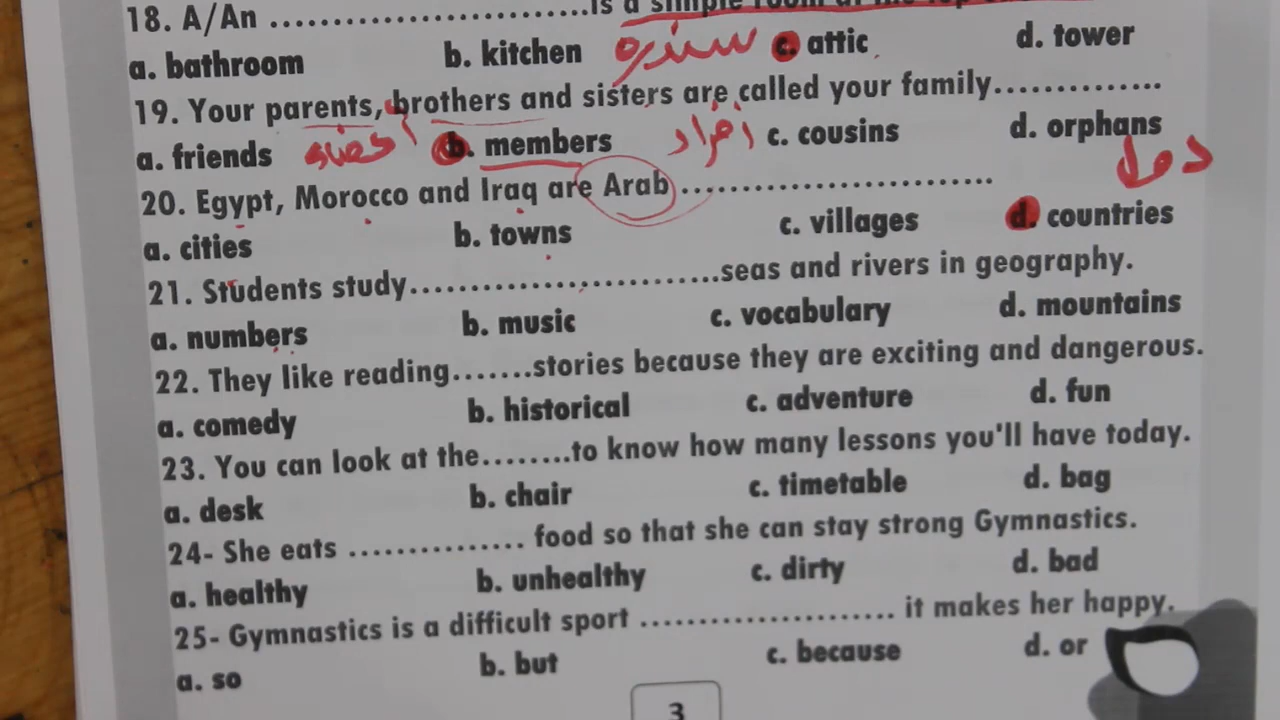 18. A/An ............................is a simple room at the top
a. bathroom b. kitchen سندره c. attic d. tower
19. Your parents, brothers and sisters are called your family..............
a. friends اعضاء b. members افراد c. cousins d. orphans
دول
20. Egypt, Morocco and Iraq are Arab ..........................
a. cities b. towns c. villages d. countries
21. Students study..........................seas and rivers in geography.
a. numbers b. music c. vocabulary d. mountains
22. They like reading.......stories because they are exciting and dangerous.
a. comedy b. historical c. adventure d. fun
23. You can look at the........to know how many lessons you'll have today.
a. desk b. chair c. timetable d. bag
24- She eats ............... food so that she can stay strong Gymnastics.
a. healthy b. unhealthy c. dirty d. bad
25- Gymnastics is a difficult sport ...................... it makes her happy.
a. so b. but c. because d. or
3